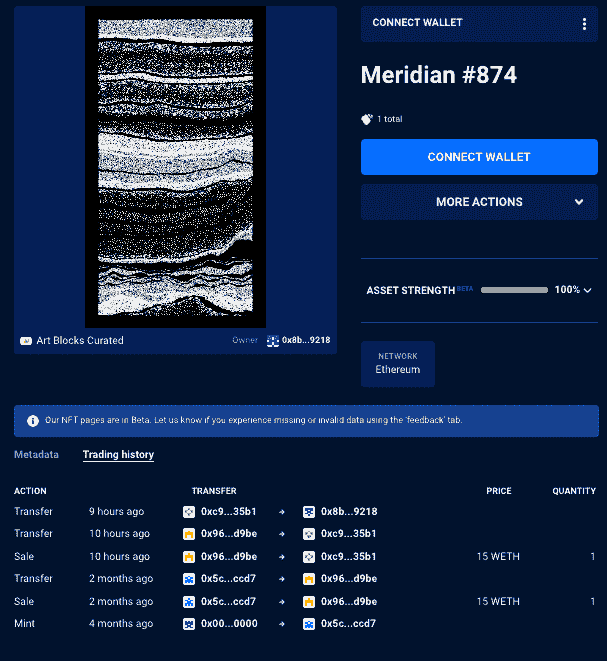 CONNECT WALLET
Meridian #874
1 total
CONNECT WALLET
MORE ACTIONS
ASSET STRENGTH BETA 100%
Art Blocks Curated Owner 0x8b...9218
NETWORK
Ethereum
Our NFT pages are in Beta. Let us know if you experience missing or invalid data using the 'feedback' tab.
Metadata Trading history
ACTION TRANSFER PRICE QUANTITY
Transfer 9 hours ago 0xc9...35b1 → 0x8b...9218
Transfer 10 hours ago 0x96...d9be → 0xc9...35b1
Sale 10 hours ago 0x96...d9be → 0xc9...35b1 15 WETH 1
Transfer 2 months ago 0x5c...ccd7 → 0x96...d9be
Sale 2 months ago 0x5c...ccd7 → 0x96...d9be 15 WETH 1
Mint 4 months ago 0x00...0000 → 0x5c...ccd7